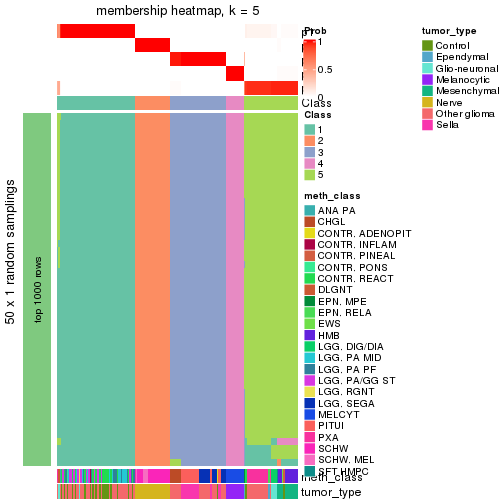 membership heatmap, k = 5
50 x 1 random samplings
top 1000 rows
Prob
1
0.5
0
Class
Class
1
2
3
4
5
meth_class
ANA PA
CHGL
CONTR. ADENOPIT
CONTR. INFLAM
CONTR. PINEAL
CONTR. PONS
CONTR. REACT
DLGNT
EPN. MPE
EPN. RELA
EWS
HMB
LGG. DIG/DIA
LGG. PA MID
LGG. PA PF
LGG. PA/GG ST
LGG. RGNT
LGG. SEGA
MELCYT
PITUI
PXA
SCHW
SCHW. MEL
SFT HMPC
meth_class
tumor_type
tumor_type
Control
Ependymal
Glio-neuronal
Melanocytic
Mesenchymal
Nerve
Other glioma
Sella